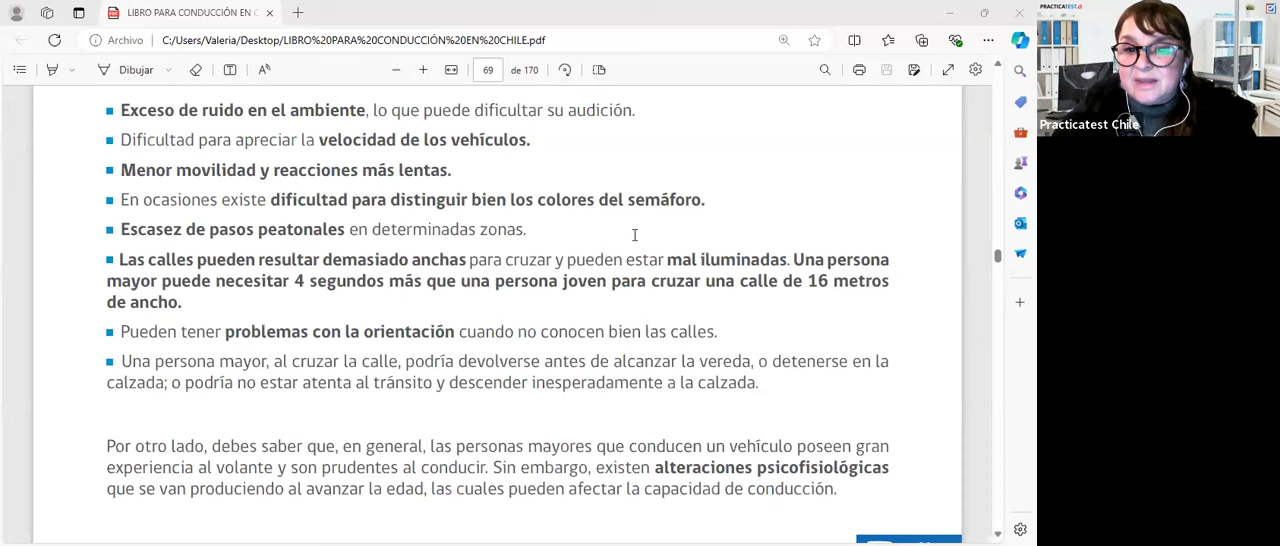 LIBRO PARA CONDUCCIÓN EN C
Archivo
C:/Users/Valeria/Desktop/LIBRO%20PARA%20CONDUCCIÓN%20EN%20CHILE.pdf
Dibujar
69
de 170
PRACTICATEST.cl
Practicatest Chile
Exceso de ruido en el ambiente, lo que puede dificultar su audición.
Dificultad para apreciar la velocidad de los vehículos.
Menor movilidad y reacciones más lentas.
En ocasiones existe dificultad para distinguir bien los colores del semáforo.
Escasez de pasos peatonales en determinadas zonas.
Las calles pueden resultar demasiado anchas para cruzar y pueden estar mal iluminadas. Una persona
mayor puede necesitar 4 segundos más que una persona joven para cruzar una calle de 16 metros
de ancho.
Pueden tener problemas con la orientación cuando no conocen bien las calles.
Una persona mayor, al cruzar la calle, podría devolverse antes de alcanzar la vereda, o detenerse en la
calzada; o podría no estar atenta al tránsito y descender inesperadamente a la calzada.
Por otro lado, debes saber que, en general, las personas mayores que conducen un vehículo poseen gran
experiencia al volante y son prudentes al conducir. Sin embargo, existen alteraciones psicofisiológicas
que se van produciendo al avanzar la edad, las cuales pueden afectar la capacidad de conducción.